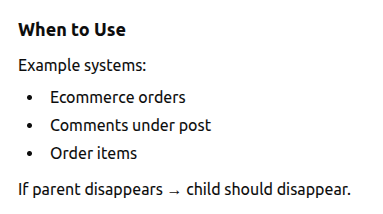 When to Use
Example systems:
• Ecommerce orders
• Comments under post
• Order items
If parent disappears → child should disappear.